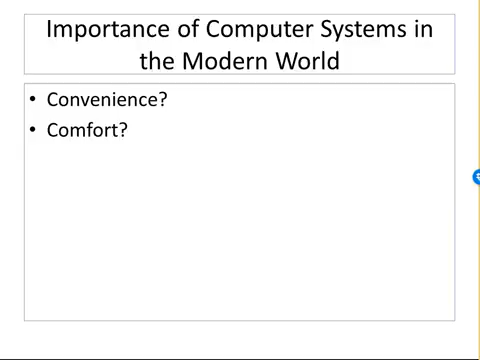 Importance of Computer Systems in
the Modern World
• Convenience?
• Comfort?